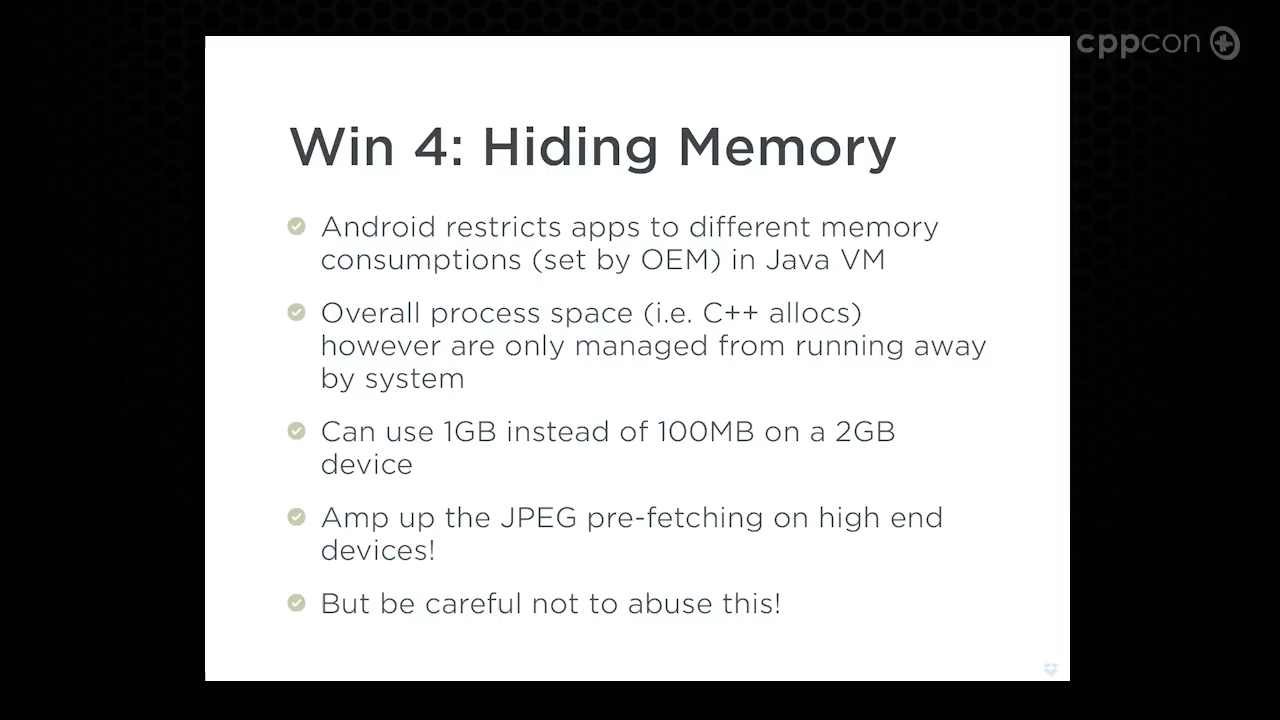 cppcon
Win 4: Hiding Memory
Android restricts apps to different memory
consumptions (set by OEM) in Java VM
Overall process space (i.e. C++ allocs)
however are only managed from running away
by system
Can use 1GB instead of 100MB on a 2GB
device
Amp up the JPEG pre-fetching on high end
devices!
But be careful not to abuse this!